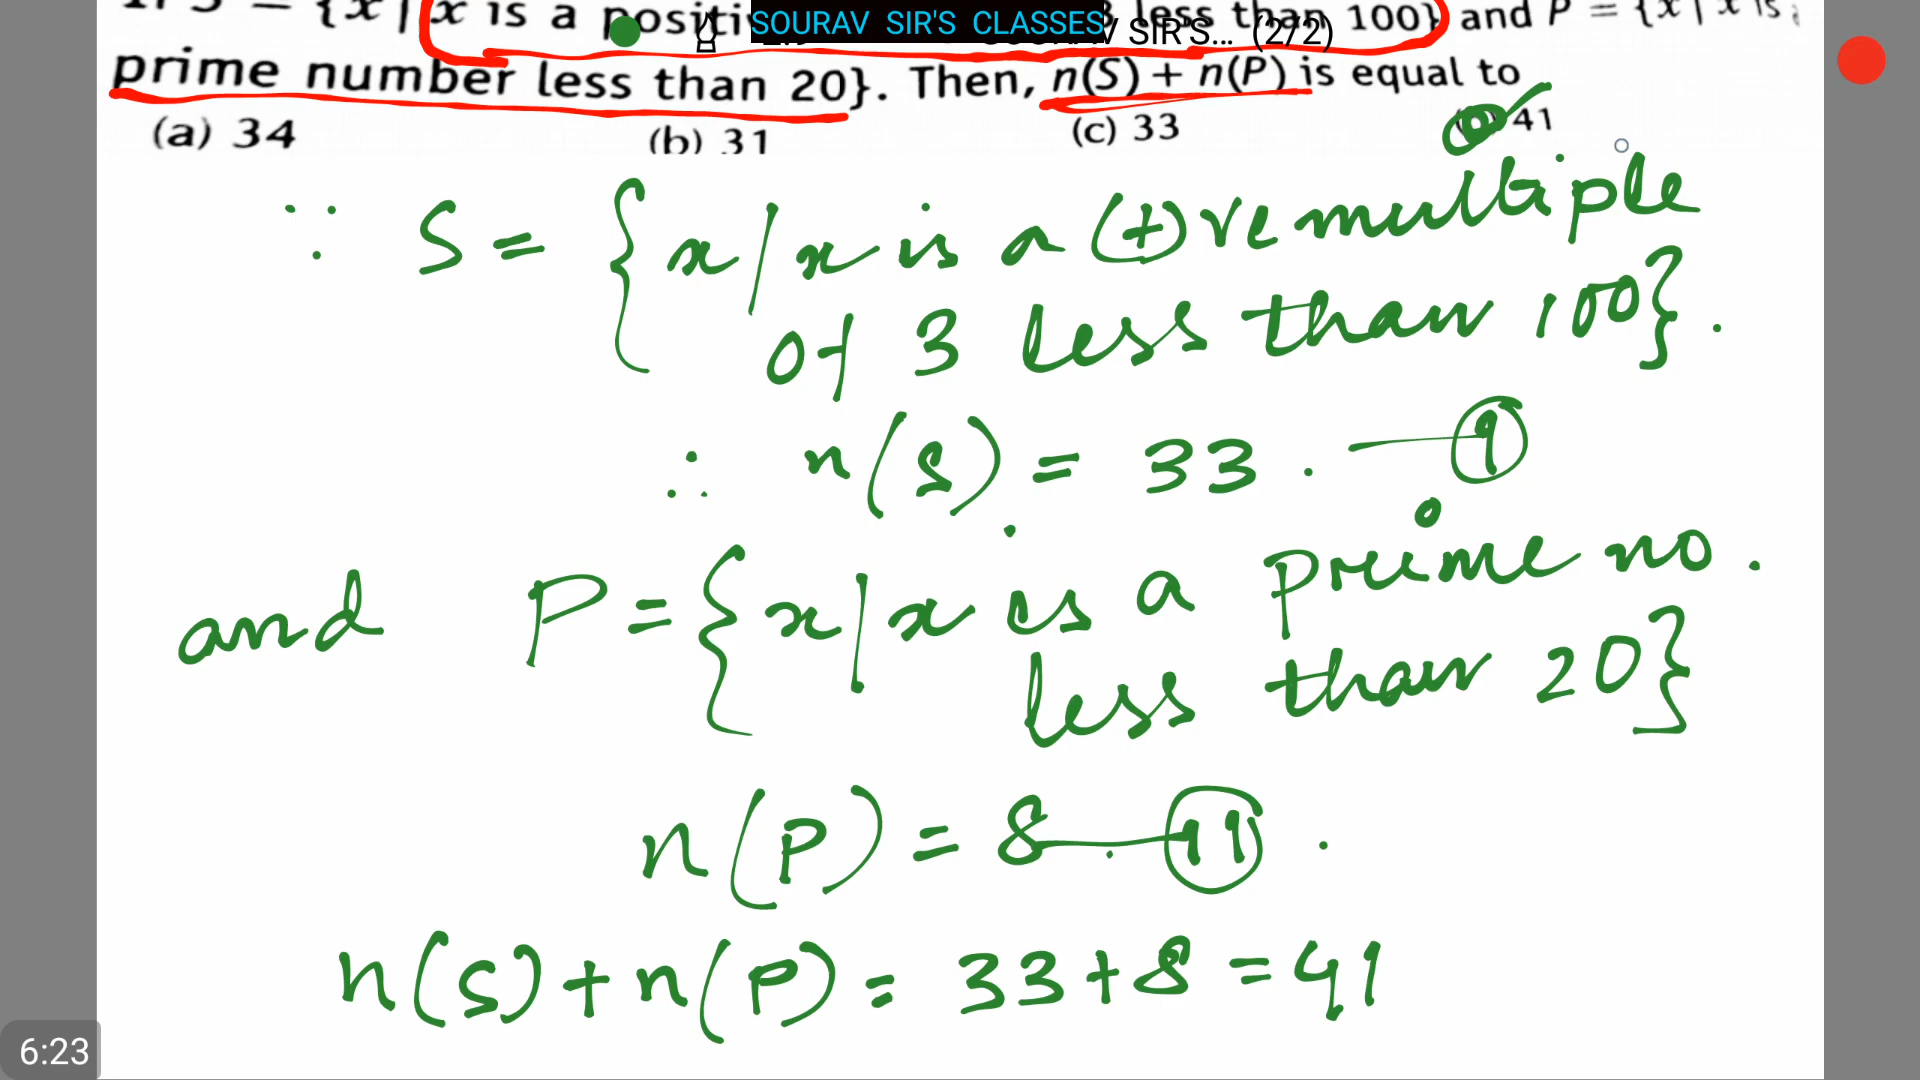 S = {x | x is a positi SOURAV SIR'S CLASSES less than 100} and P = {x | x is
SIR'S... (2/2)
prime number less than 20}. Then, n(S) + n(P) is equal to
(a) 34 (b) 31 (c) 33 41
∵ S = {x/x is a (+)ve multiple
of 3 less than 100}.
∴ n(S) = 33. —(1)
and P = {x/x is a prime no.
less than 20}
n(P) = 8 —(11).
n(S)+n(P) = 33+8 = 41
6:23